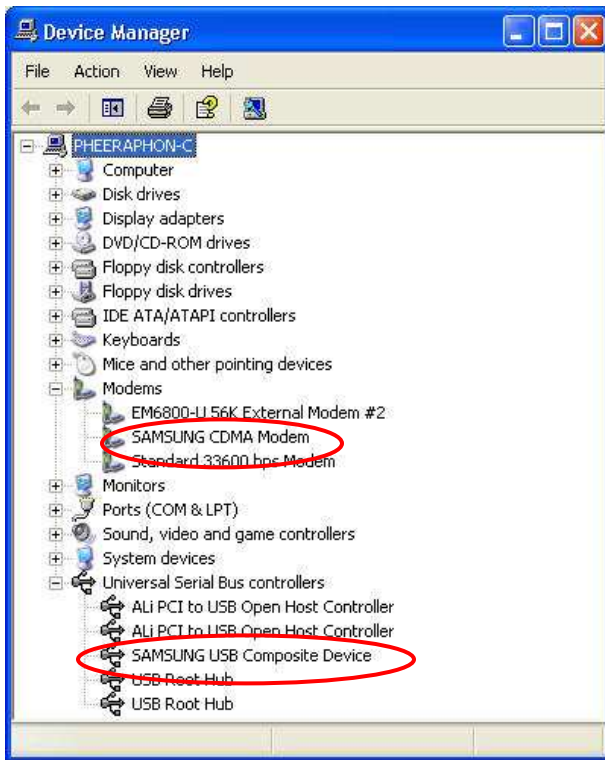 Device Manager
File Action View Help
PHEERAPHON-C
Computer
Disk drives
Display adapters
DVD/CD-ROM drives
Floppy disk controllers
Floppy disk drives
IDE ATA/ATAPI controllers
Keyboards
Mice and other pointing devices
Modems
EM6800-U 56K External Modem #2
SAMSUNG CDMA Modem
Standard 33600 bps Modem
Monitors
Ports (COM & LPT)
Sound, video and game controllers
System devices
Universal Serial Bus controllers
ALi PCI to USB Open Host Controller
ALi PCI to USB Open Host Controller
SAMSUNG USB Composite Device
USB Root Hub
USB Root Hub